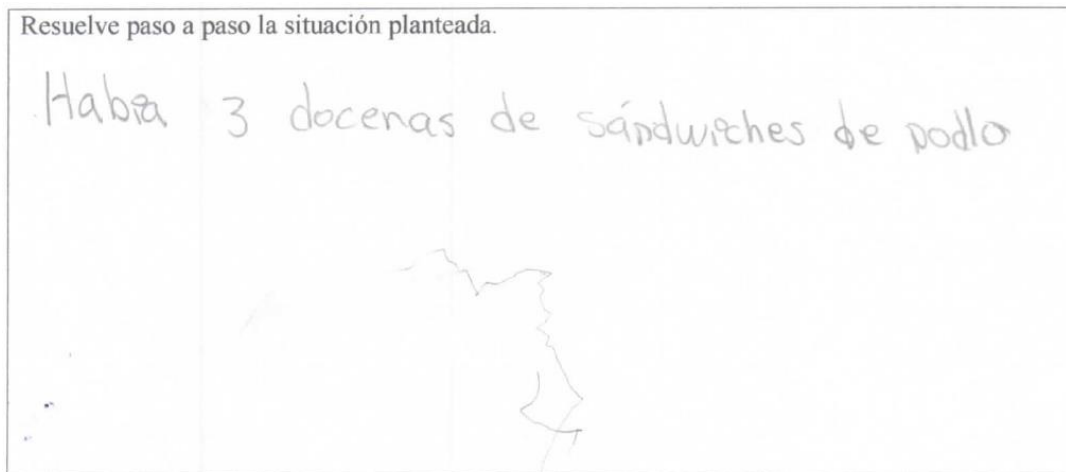 Resuelve paso a paso la situación planteada.
Habia 3 docenas de sándwiches de podlo